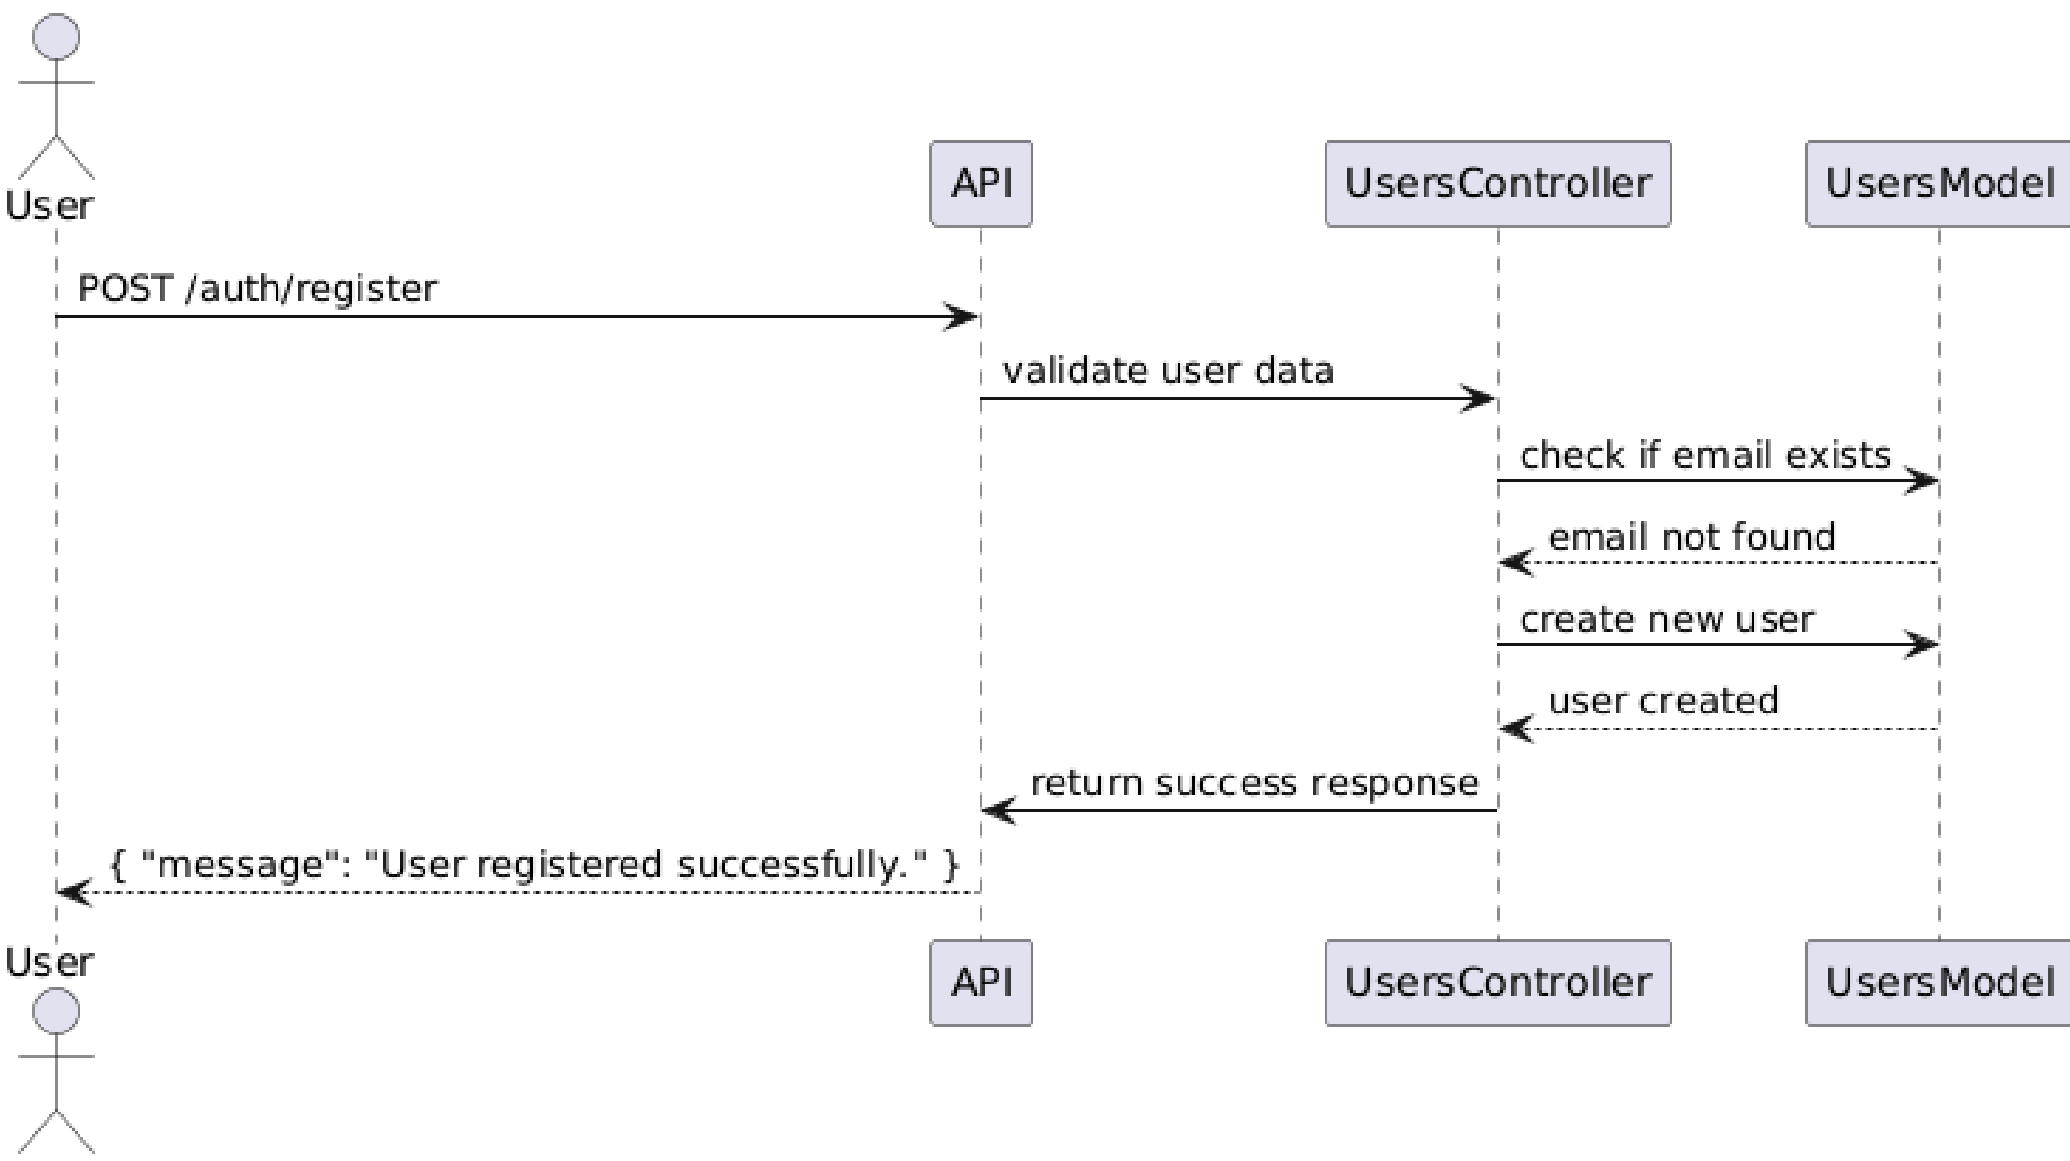 User
API
UsersController
UsersModel
POST /auth/register
validate user data
check if email exists
email not found
create new user
user created
return success response
{ "message": "User registered successfully." }
User
API
UsersController
UsersModel